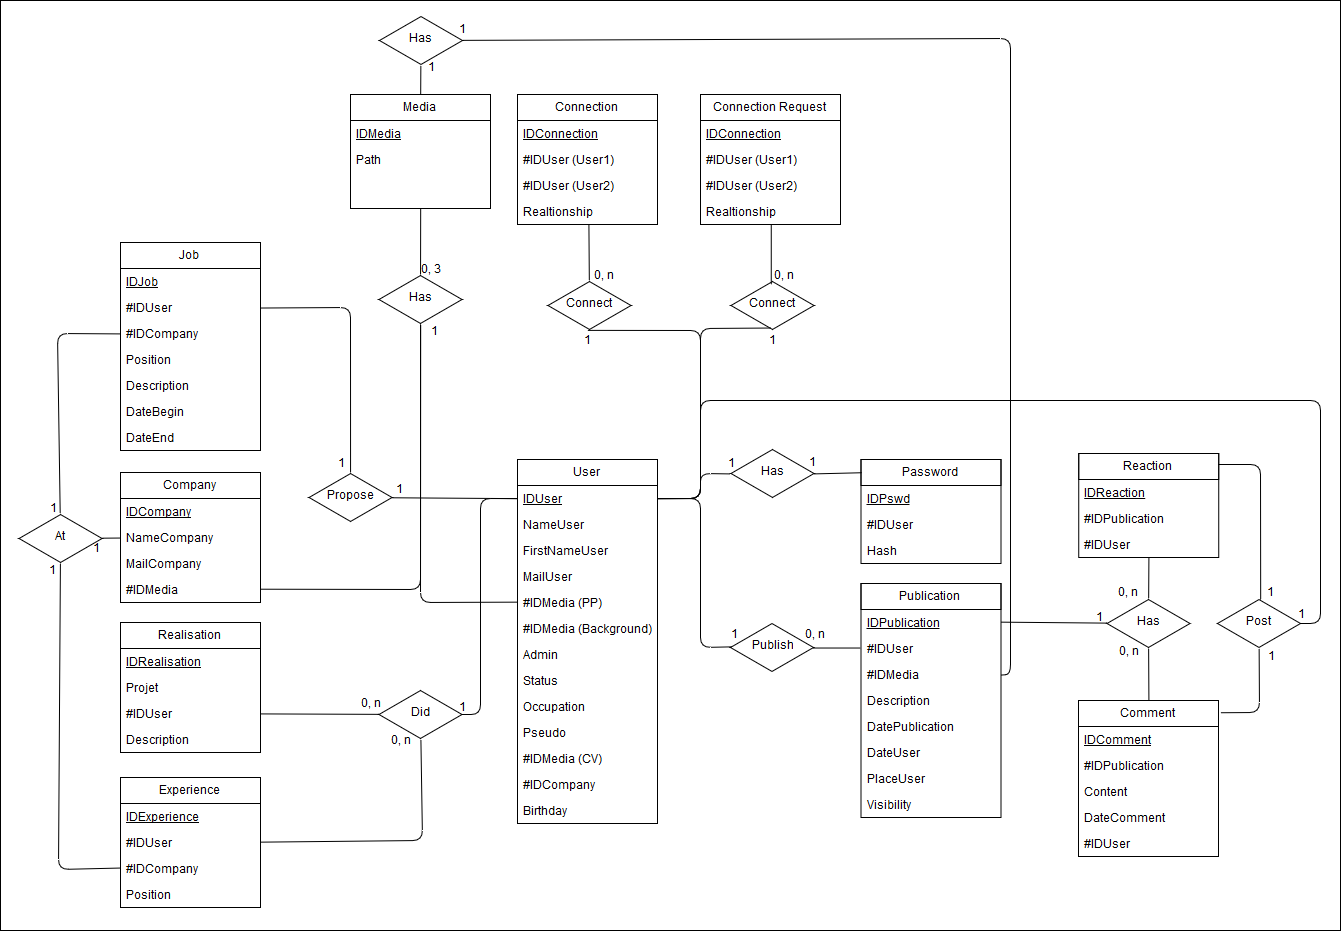 Has
1
1
Media
IDMedia
Path
Connection
IDConnection
#IDUser (User1)
#IDUser (User2)
Realtionship
Connection Request
IDConnection
#IDUser (User1)
#IDUser (User2)
Realtionship
0, 3
Has
1
0, n
Connect
1
0, n
Connect
1
Job
IDJob
#IDUser
#IDCompany
Position
Description
DateBegin
DateEnd
1
Propose
1
Company
IDCompany
NameCompany
MailCompany
#IDMedia
1
At
1
1
Realisation
IDRealisation
Projet
#IDUser
Description
0, n
Did
1
0, n
Experience
IDExperience
#IDUser
#IDCompany
Position
User
IDUser
NameUser
FirstNameUser
MailUser
#IDMedia (PP)
#IDMedia (Background)
Admin
Status
Occupation
Pseudo
#IDMedia (CV)
#IDCompany
Birthday
1
Has
1
Password
IDPswd
#IDUser
Hash
1
Publish
0, n
Publication
IDPublication
#IDUser
#IDMedia
Description
DatePublication
DateUser
PlaceUser
Visibility
Reaction
IDReaction
#IDPublication
#IDUser
0, n
1
Has
0, n
1
Post
1
1
Comment
IDComment
#IDPublication
Content
DateComment
#IDUser